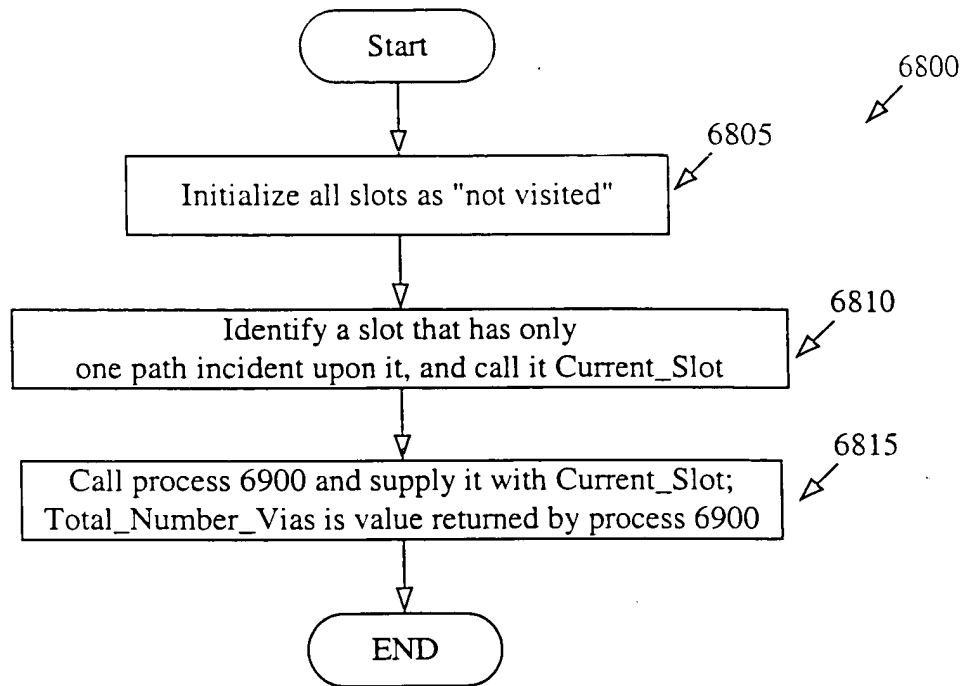 Start
6800
6805
Initialize all slots as "not visited"
6810
Identify a slot that has only
one path incident upon it, and call it Current_Slot
6815
Call process 6900 and supply it with Current_Slot;
Total_Number_Vias is value returned by process 6900
END